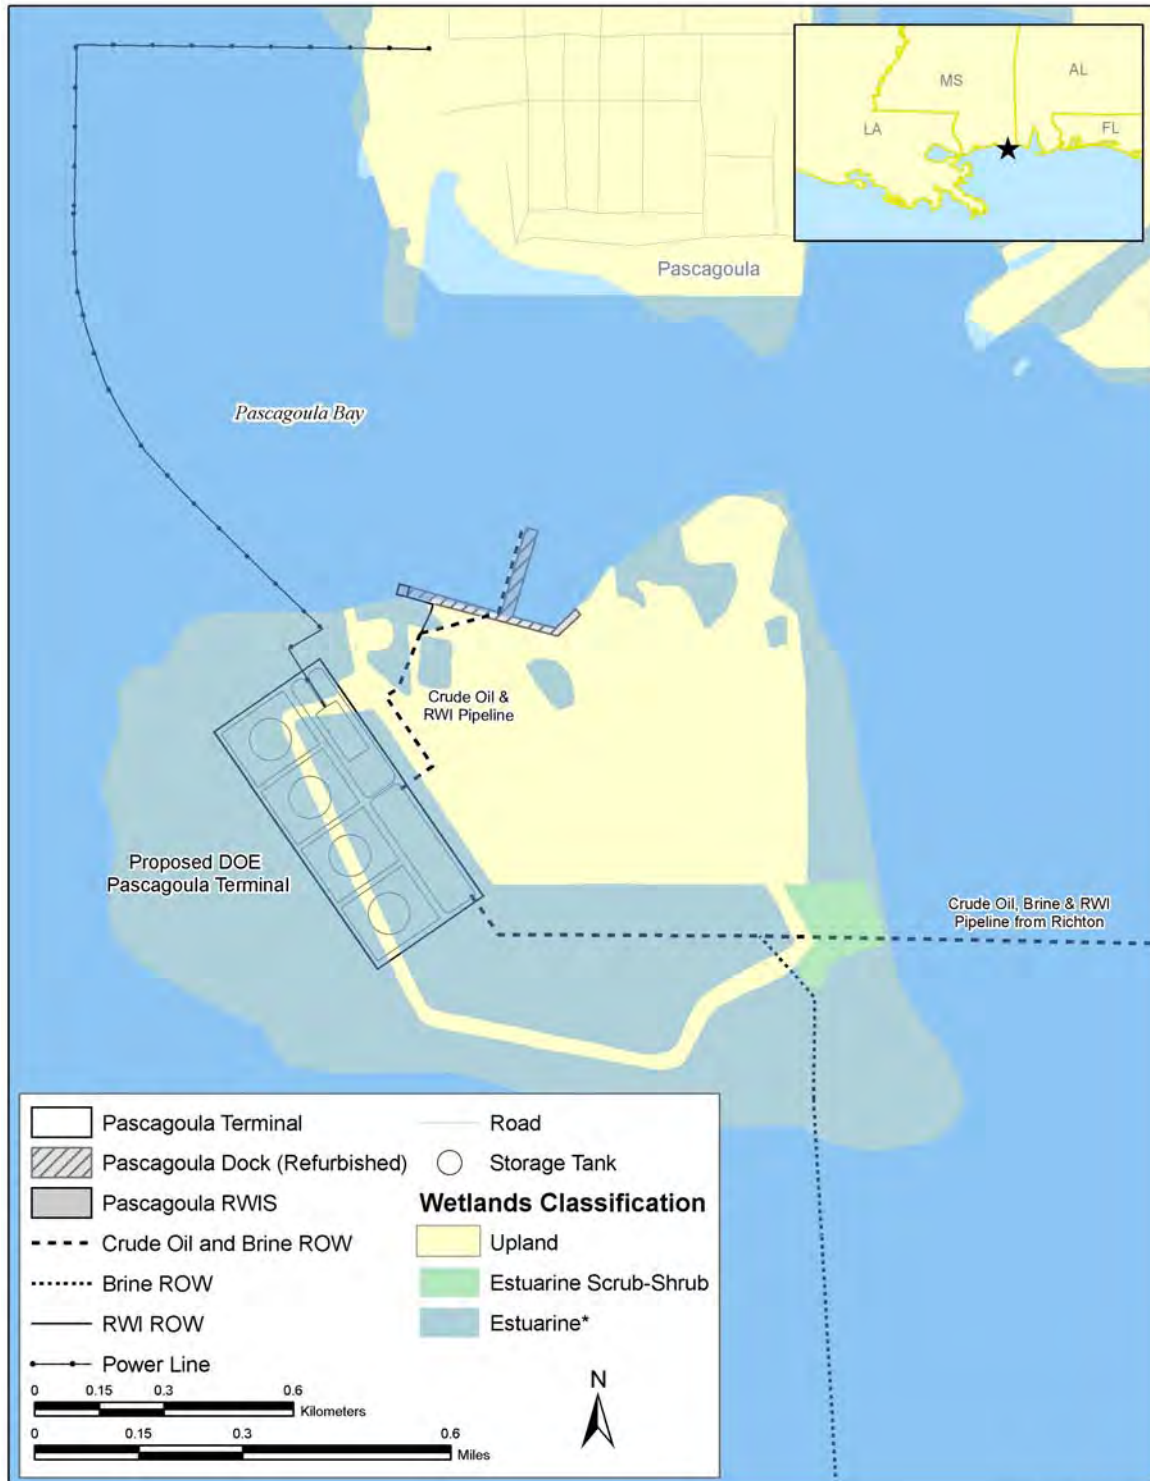 MS
AL
LA
FL
Pascagoula
Pascagoula Bay
Crude Oil &
RWI Pipeline
Proposed DOE
Pascagoula Terminal
Crude Oil, Brine & RWI
Pipeline from Richton
Pascagoula Terminal
Pascagoula Dock (Refurbished)
Pascagoula RWIS
Crude Oil and Brine ROW
Brine ROW
RWI ROW
Power Line
Road
Storage Tank
Wetlands Classification
Upland
Estuarine Scrub-Shrub
Estuarine*
0 0.15 0.3 0.6
Kilometers
0 0.15 0.3 0.6
Miles
N